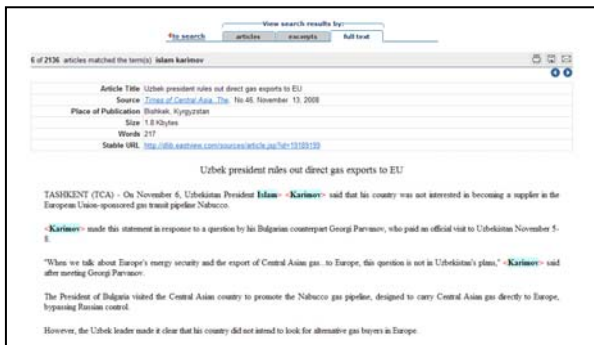 View search results by:
to search articles excerpts full text
6 of 2136 articles matched the term(s) islam karimov
Article Title Uzbek president rules out direct gas exports to EU
Source Times of Central Asia, The. No.46, November 13, 2008
Place of Publication Bishkek, Kyrgyzstan
Size 1.8 Kbytes
Words 217
Stable URL http://dlib.eastview.com/sources/article.jsp?id=19189199
Uzbek president rules out direct gas exports to EU
TASHKENT (TCA) - On November 6, Uzbekistan President Islam> <Karimov> said that his country was not interested in becoming a supplier in the
European Union-sponsored gas transit pipeline Nabucco.
<Karimov> made this statement in response to a question by his Bulgarian counterpart Georgi Parvanov, who paid an official visit to Uzbekistan November 5-
8.
"When we talk about Europe's energy security and the export of Central Asian gas...to Europe, this question is not in Uzbekistan's plans," <Karimov> said
after meeting Georgi Parvanov.
The President of Bulgaria visited the Central Asian country to promote the Nabucco gas pipeline, designed to carry Central Asian gas directly to Europe,
bypassing Russian control.
However, the Uzbek leader made it clear that his country did not intend to look for alternative gas buyers in Europe.